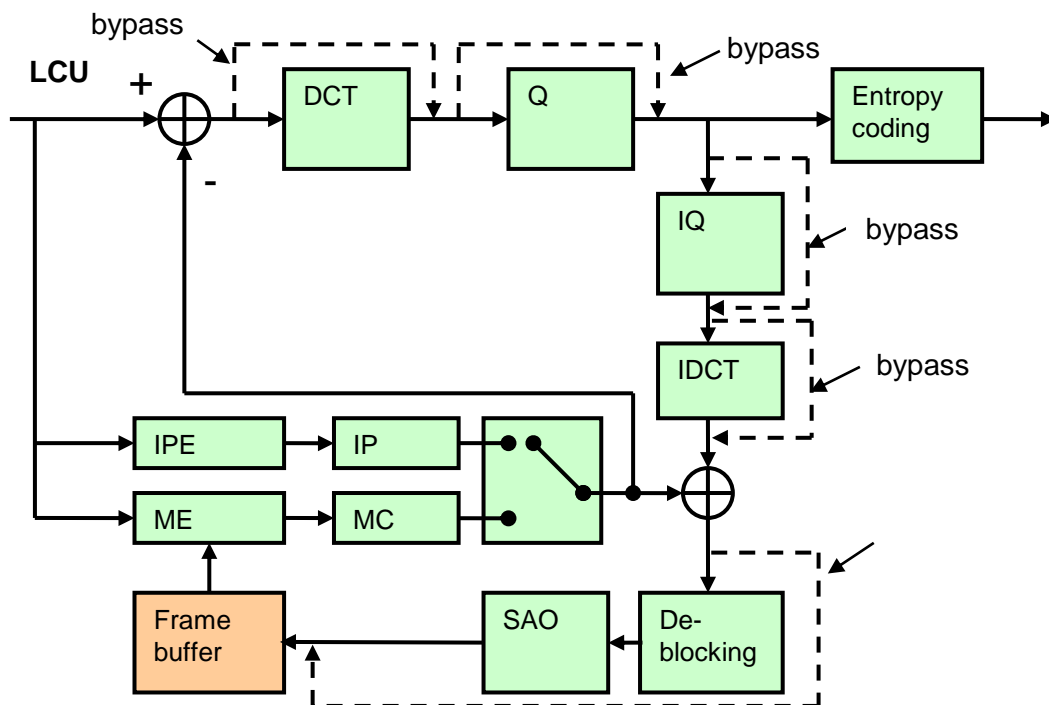 bypass
bypass
LCU
+
DCT
Q
Entropy
coding
-
IQ
bypass
IDCT
bypass
IPE
IP
ME
MC
Frame
buffer
SAO
De-
blocking